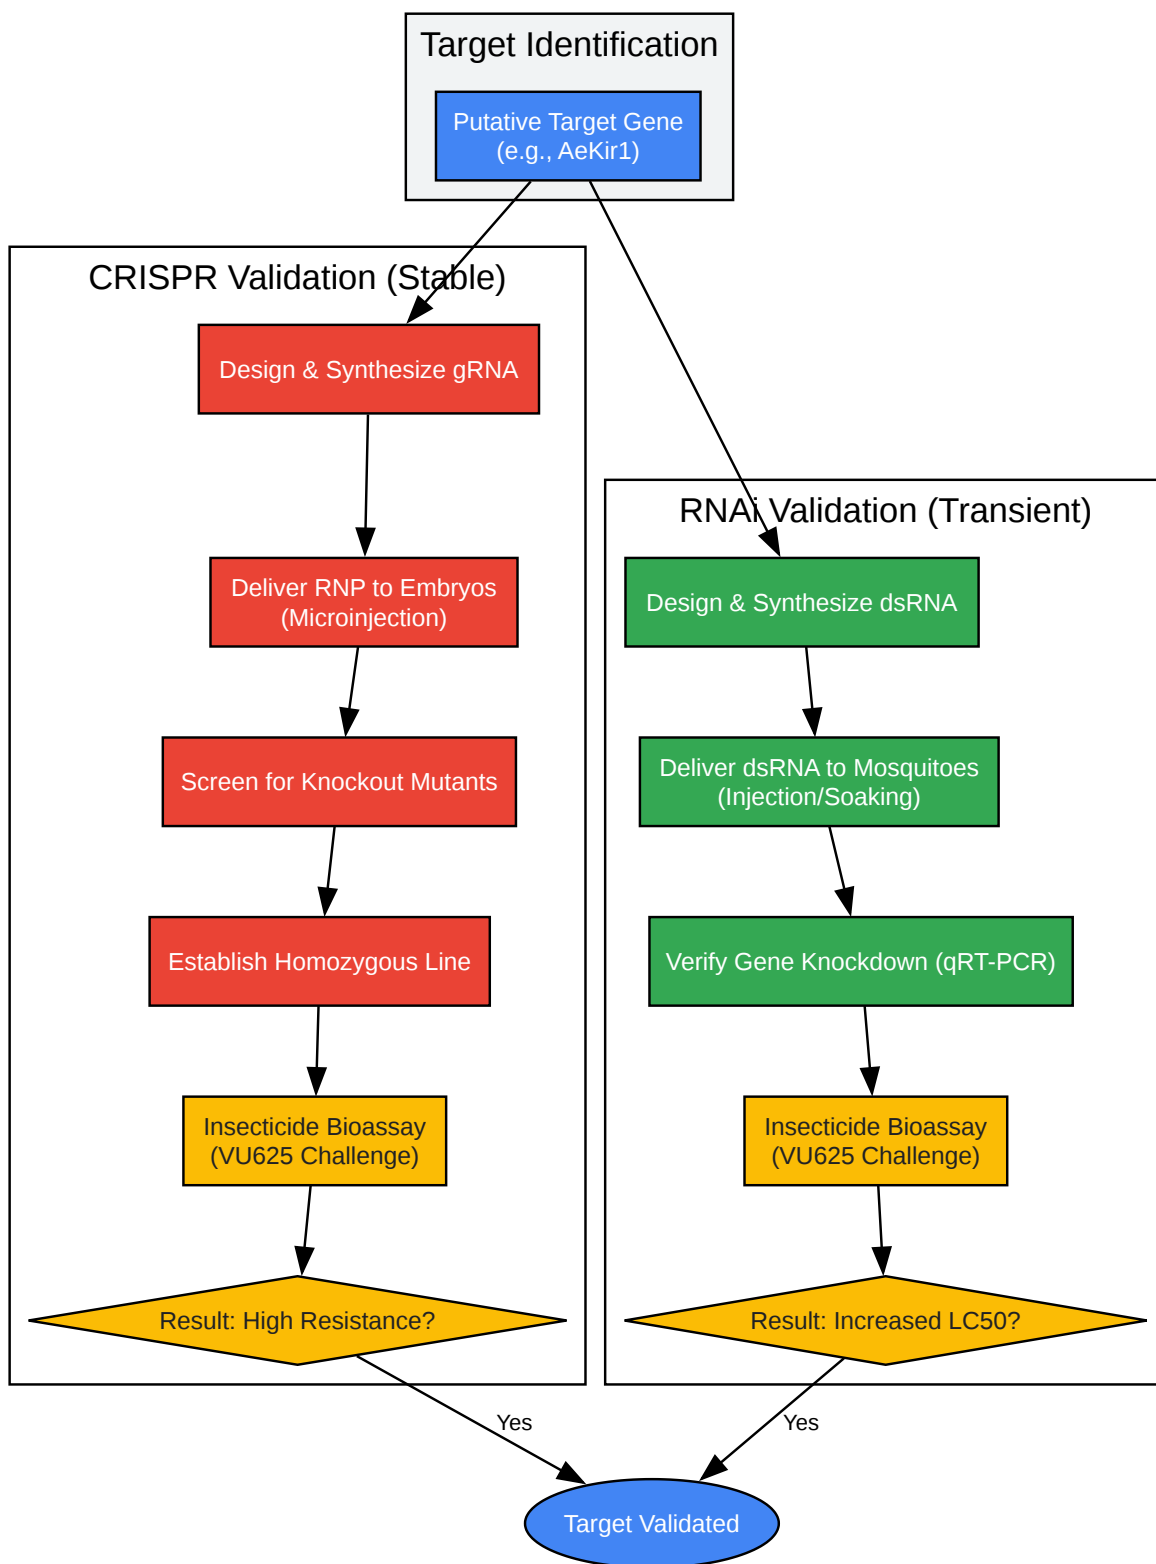 Target Identification
Putative Target Gene
(e.g., AeKir1)
CRISPR Validation (Stable)
Design & Synthesize gRNA
Deliver RNP to Embryos
(Microinjection)
Screen for Knockout Mutants
Establish Homozygous Line
Insecticide Bioassay
(VU625 Challenge)
Result: High Resistance?
Yes
RNAi Validation (Transient)
Design & Synthesize dsRNA
Deliver dsRNA to Mosquitoes
(Injection/Soaking)
Verify Gene Knockdown (qRT-PCR)
Insecticide Bioassay
(VU625 Challenge)
Result: Increased LC50?
Yes
Target Validated